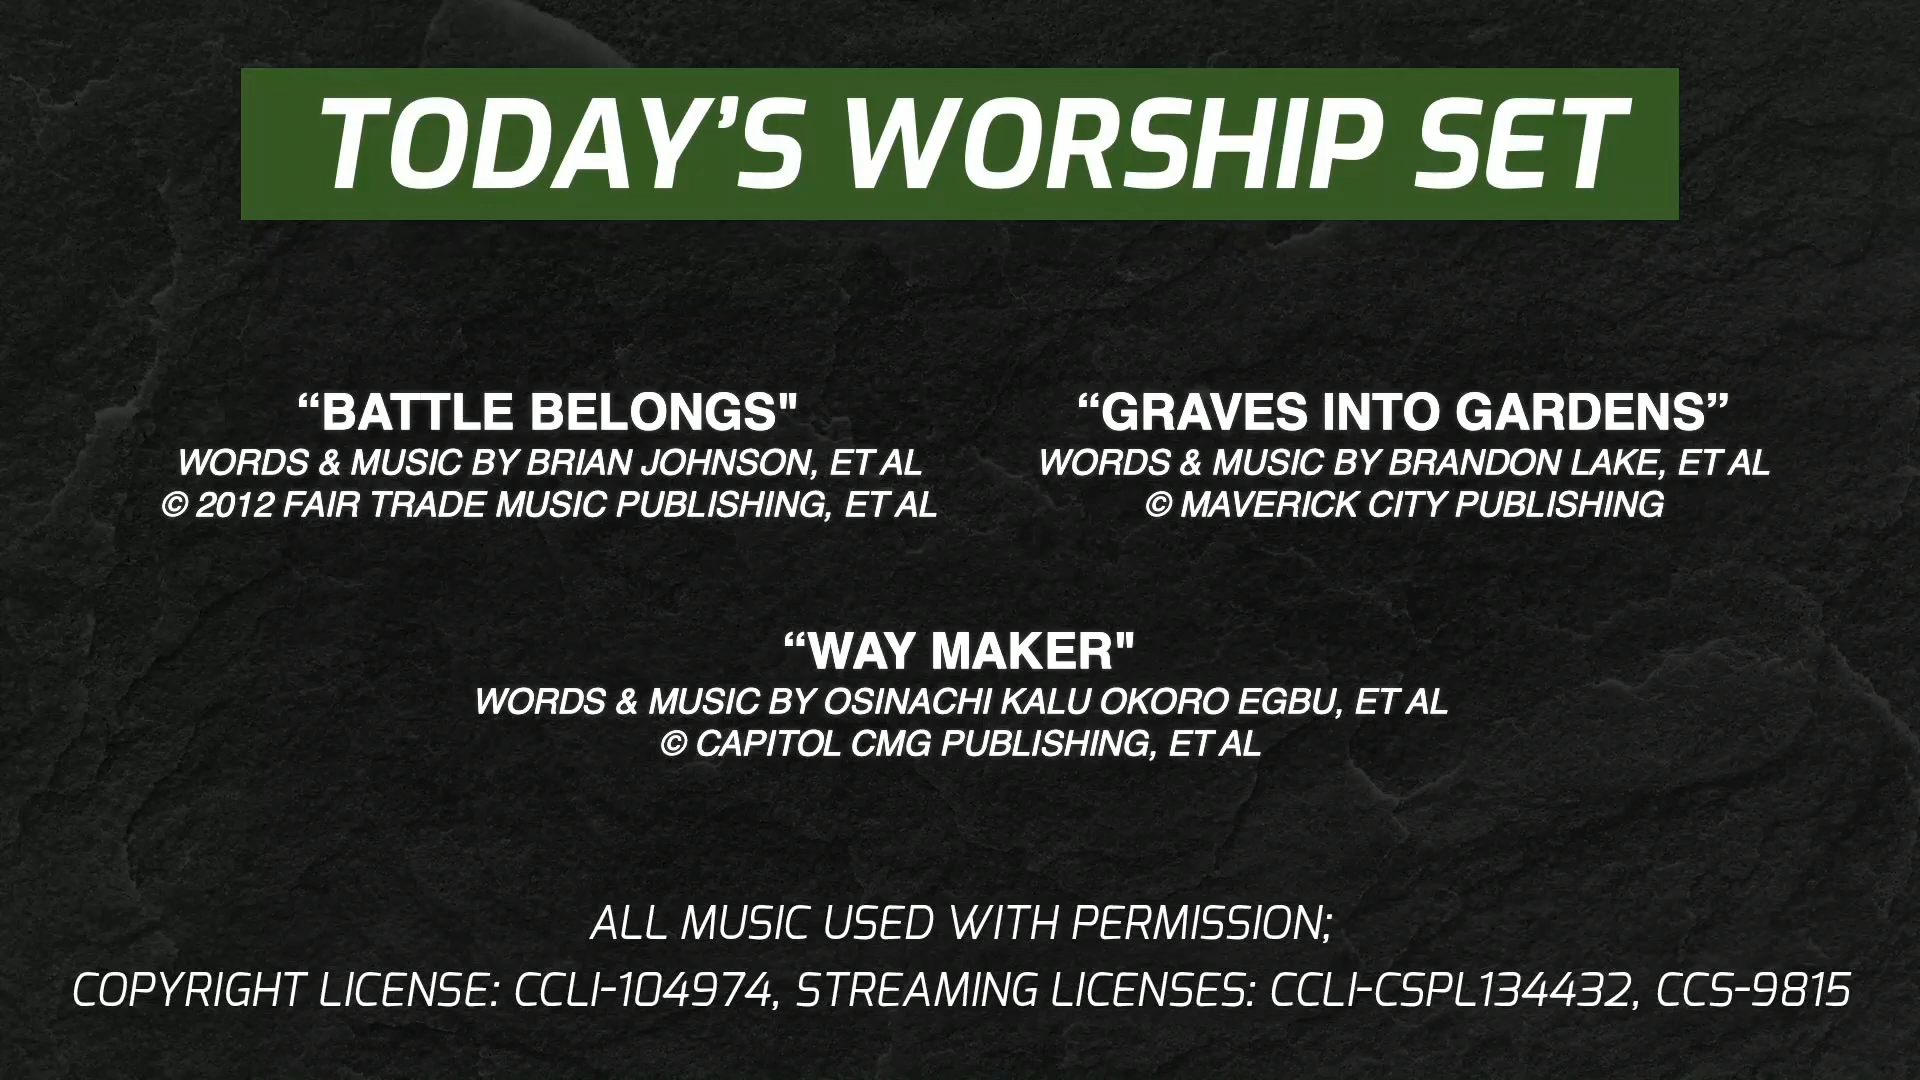 TODAY’S WORSHIP SET
“BATTLE BELONGS"
WORDS & MUSIC BY BRIAN JOHNSON, ET AL
© 2012 FAIR TRADE MUSIC PUBLISHING, ET AL
“GRAVES INTO GARDENS”
WORDS & MUSIC BY BRANDON LAKE, ET AL
© MAVERICK CITY PUBLISHING
“WAY MAKER"
WORDS & MUSIC BY OSINACHI KALU OKORO EGBU, ET AL
© CAPITOL CMG PUBLISHING, ET AL
ALL MUSIC USED WITH PERMISSION;
COPYRIGHT LICENSE: CCLI-104974, STREAMING LICENSES: CCLI-CSPL134432, CCS-9815